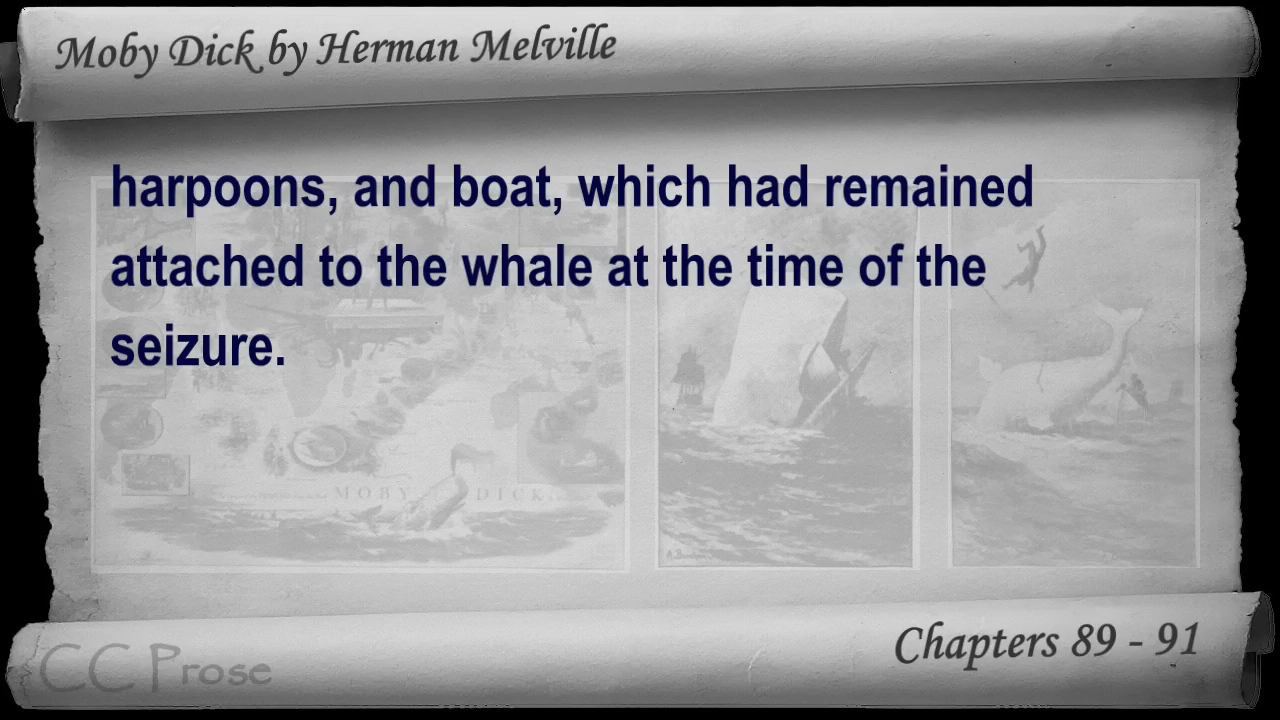 Moby Dick by Herman Melville
harpoons, and boat, which had remained
attached to the whale at the time of the
seizure.
MOBY DICK
Chapters 89 - 91
CC Prose